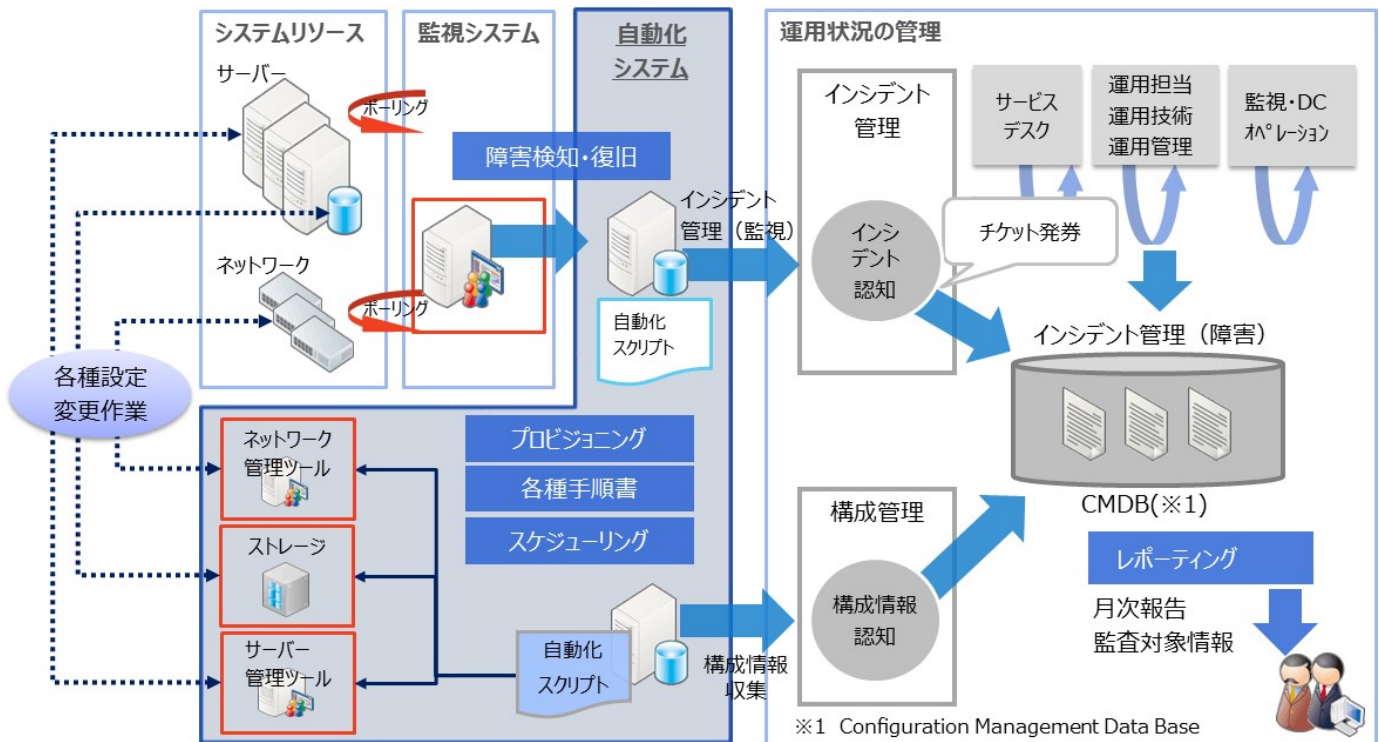 システムリソース
監視システム
自動化
システム
運用状況の管理
サーバー
ポーリング
障害検知・復旧
ネットワーク
ポーリング
インシデント
管理（監視）
自動化
スクリプト
インシデント
管理
インシ
デント
認知
サービス
デスク
運用担当
運用技術
運用管理
監視・DC
ｵﾍﾟﾚｰｼｮﾝ
チケット発券
インシデント管理（障害）
CMDB(※1)
各種設定
変更作業
ネットワーク
管理ツール
ストレージ
サーバー
管理ツール
プロビジョニング
各種手順書
スケジューリング
自動化
スクリプト
構成情報
収集
構成管理
構成情報
認知
レポーティング
月次報告
監査対象情報
※1 Configuration Management Data Base